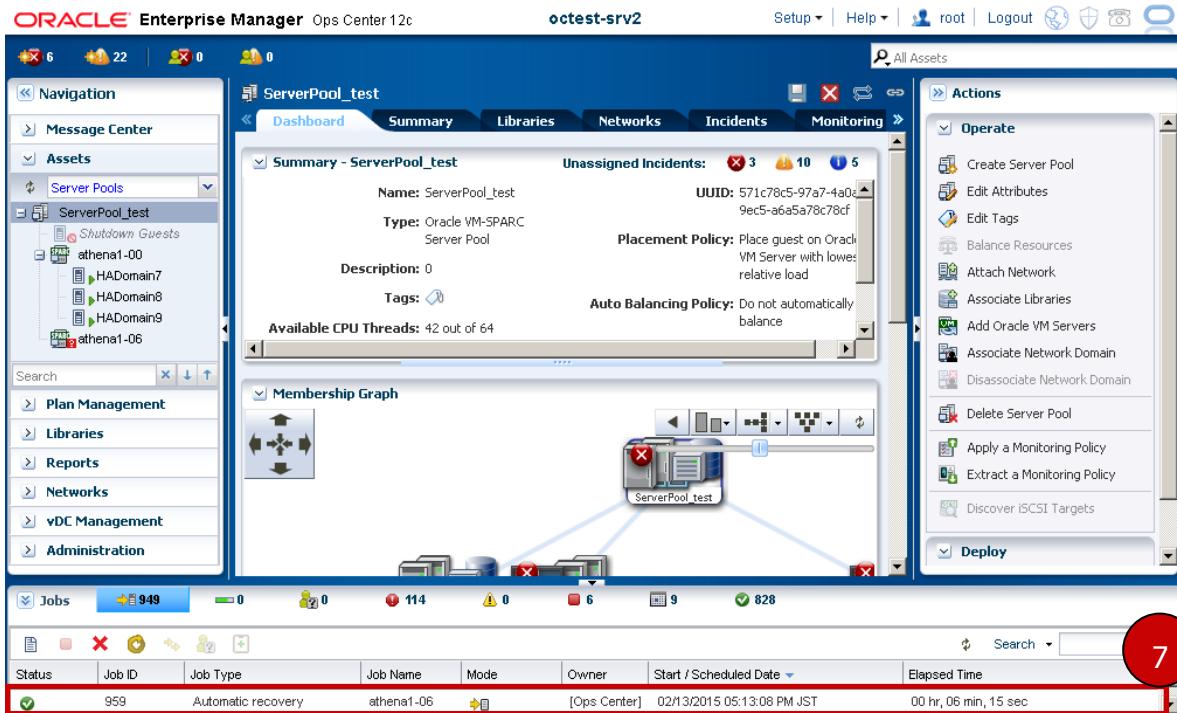 ORACLE Enterprise Manager Ops Center 12c
octest-srv2
Setup Help root Logout
6 22 0 0
All Assets
Navigation
Message Center
Assets
Server Pools
ServerPool_test
Shutdown Guests
athena1-00
HADomain7
HADomain8
HADomain9
athena1-06
Search
Plan Management
Libraries
Reports
Networks
vDC Management
Administration
ServerPool_test
Dashboard Summary Libraries Networks Incidents Monitoring
Summary - ServerPool_test
Unassigned Incidents: 3 10 5
Name: ServerPool_test
Type: Oracle VM-SPARC
Server Pool
Description: 0
Tags:
Available CPU Threads: 42 out of 64
UUID: 571c78c5-97a7-4a0a
9ec5-a6a5a78c78cf
Placement Policy: Place guest on Oracl
VM Server with lowes
relative load
Auto Balancing Policy: Do not automatically
balance
Membership Graph
ServerPool_test
Actions
Operate
Create Server Pool
Edit Attributes
Edit Tags
Balance Resources
Attach Network
Associate Libraries
Add Oracle VM Servers
Associate Network Domain
Disassociate Network Domain
Delete Server Pool
Apply a Monitoring Policy
Extract a Monitoring Policy
Discover iSCSI Targets
Deploy
Jobs 949 0 0 114 0 6 9 828
Search
7
Status Job ID Job Type Job Name Mode Owner Start / Scheduled Date Elapsed Time
959 Automatic recovery athena1-06 [Ops Center] 02/13/2015 05:13:08 PM JST 00 hr, 06 min, 15 sec